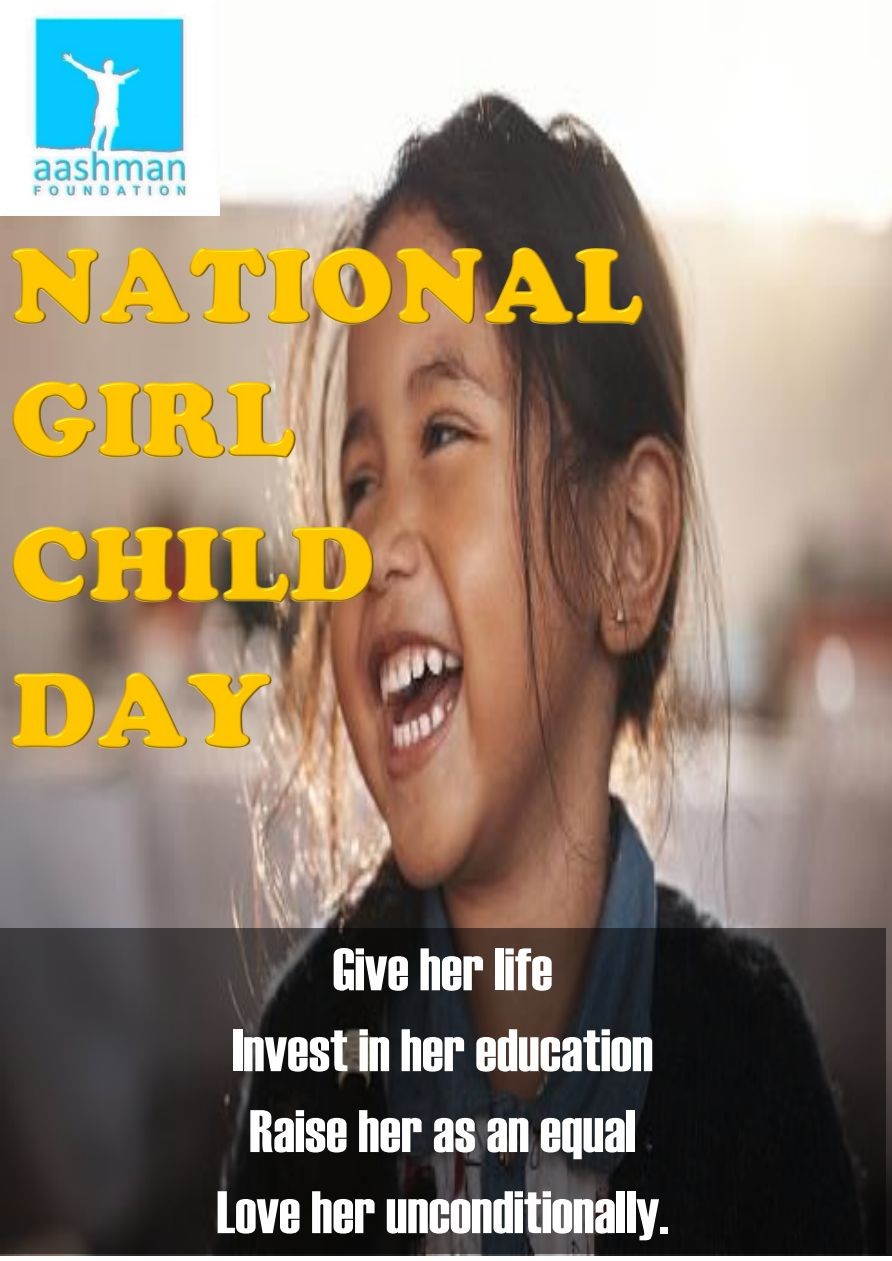 aashman
FOUNDATION
NATIONAL
GIRL
CHILD
DAY
Give her life
Invest in her education
Raise her as an equal
Love her unconditionally.